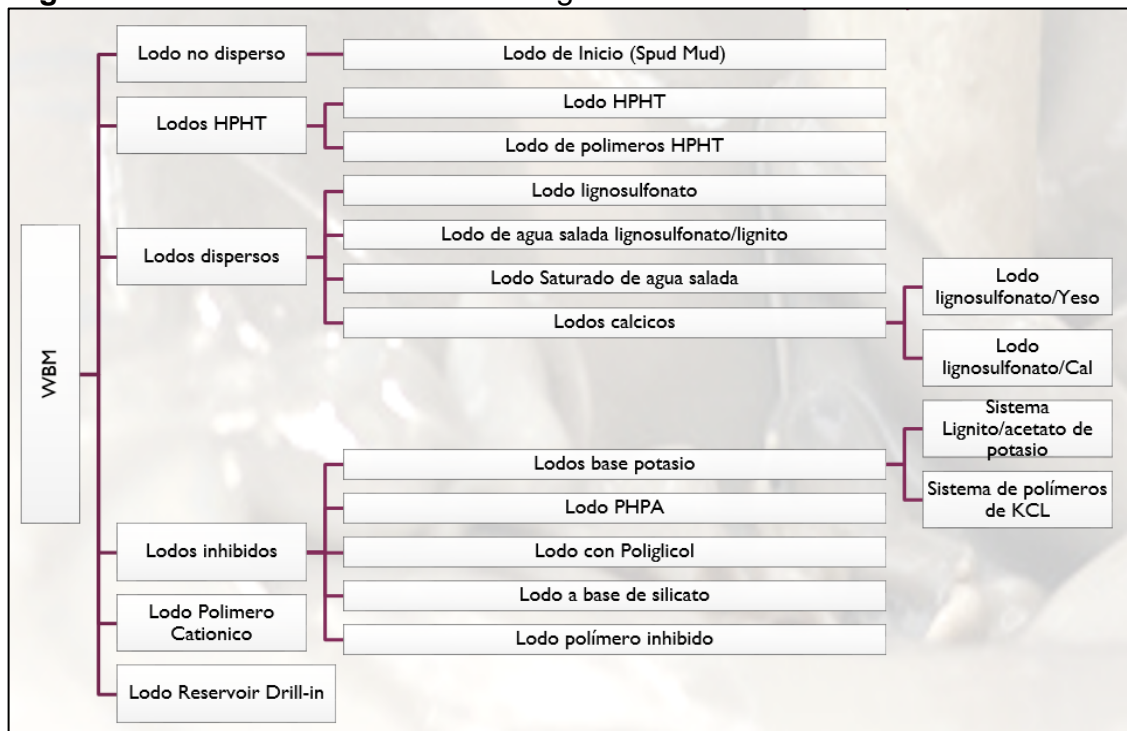 WBM
Lodo no disperso
Lodo de Inicio (Spud Mud)
Lodos HPHT
Lodo HPHT
Lodo de polimeros HPHT
Lodos dispersos
Lodo lignosulfonato
Lodo de agua salada lignosulfonato/lignito
Lodo Saturado de agua salada
Lodos calcicos
Lodo
lignosulfonato/Yeso
Lodo
lignosulfonato/Cal
Lodos inhibidos
Lodos base potasio
Sistema
Lignito/acetato de
potasio
Sistema de polímeros
de KCL
Lodo PHPA
Lodo con Poliglicol
Lodo a base de silicato
Lodo polímero inhibido
Lodo Polimero
Cationico
Lodo Reservoir Drill-in